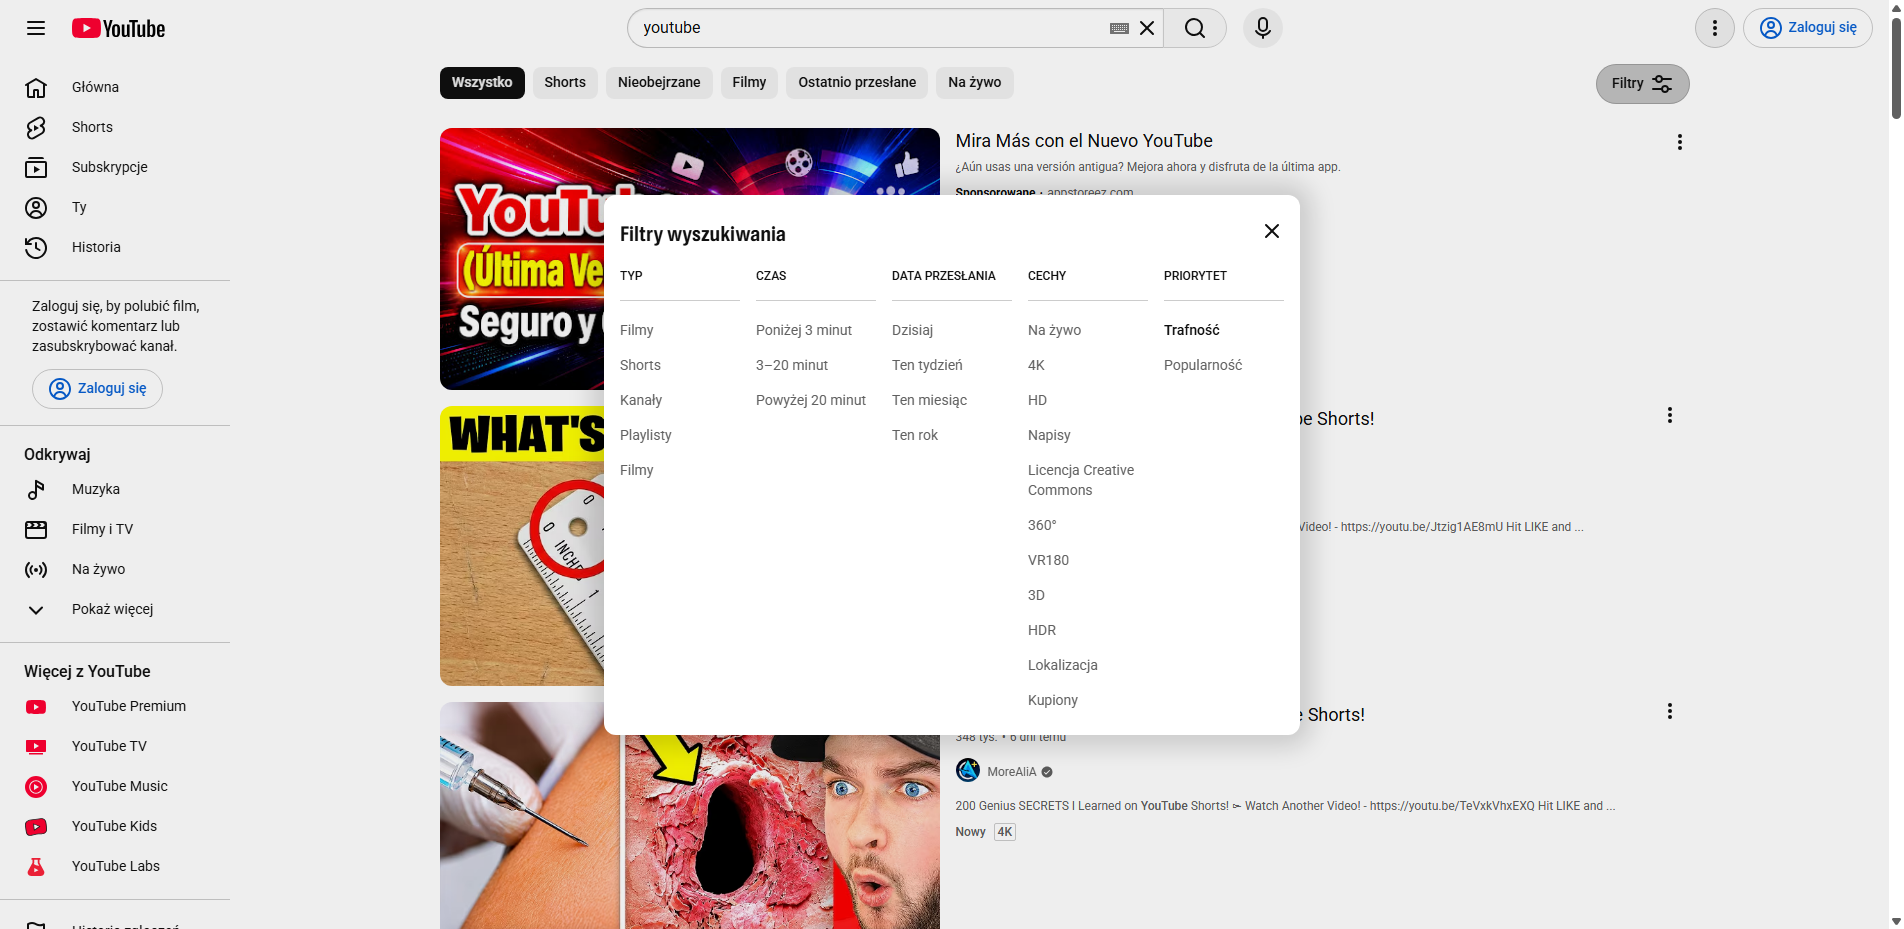 YouTube
youtube
Zaloguj się
Główna
Shorts
Subskrypcje
Ty
Historia
Zaloguj się, by polubić film,
zostawić komentarz lub
zasubskrybować kanał.
Zaloguj się
Odkrywaj
Muzyka
Filmy i TV
Na żywo
Pokaż więcej
Więcej z YouTube
YouTube Premium
YouTube TV
YouTube Music
YouTube Kids
YouTube Labs
Wszystko
Shorts
Nieobejrzane
Filmy
Ostatnio przesłane
Na żywo
Filtry
Mira Más con el Nuevo YouTube
¿Aún usas una versión antigua? Mejora ahora y disfruta de la última app.
Sponsorowane · appstoreez.com
(Última Ve
Seguro y
Filtry wyszukiwania
TYP
Filmy
Shorts
Kanały
Playlisty
Filmy
CZAS
Poniżej 3 minut
3–20 minut
Powyżej 20 minut
DATA PRZESŁANIA
Dzisiaj
Ten tydzień
Ten miesiąc
Ten rok
CECHY
Na żywo
4K
HD
Napisy
Licencja Creative
Commons
360°
VR180
3D
HDR
Lokalizacja
Kupiony
PRIORYTET
Trafność
Popularność
WHAT'S
0
0
INCHES
1
Shorts!
Video! - https://youtu.be/Jtzig1AE8mU Hit LIKE and ...
Shorts!
348 tys. • 6 dni temu
MoreAliA
200 Genius SECRETS I Learned on YouTube Shorts! ➳ Watch Another Video! - https://youtu.be/TeVxkVhxEXQ Hit LIKE and ...
Nowy 4K